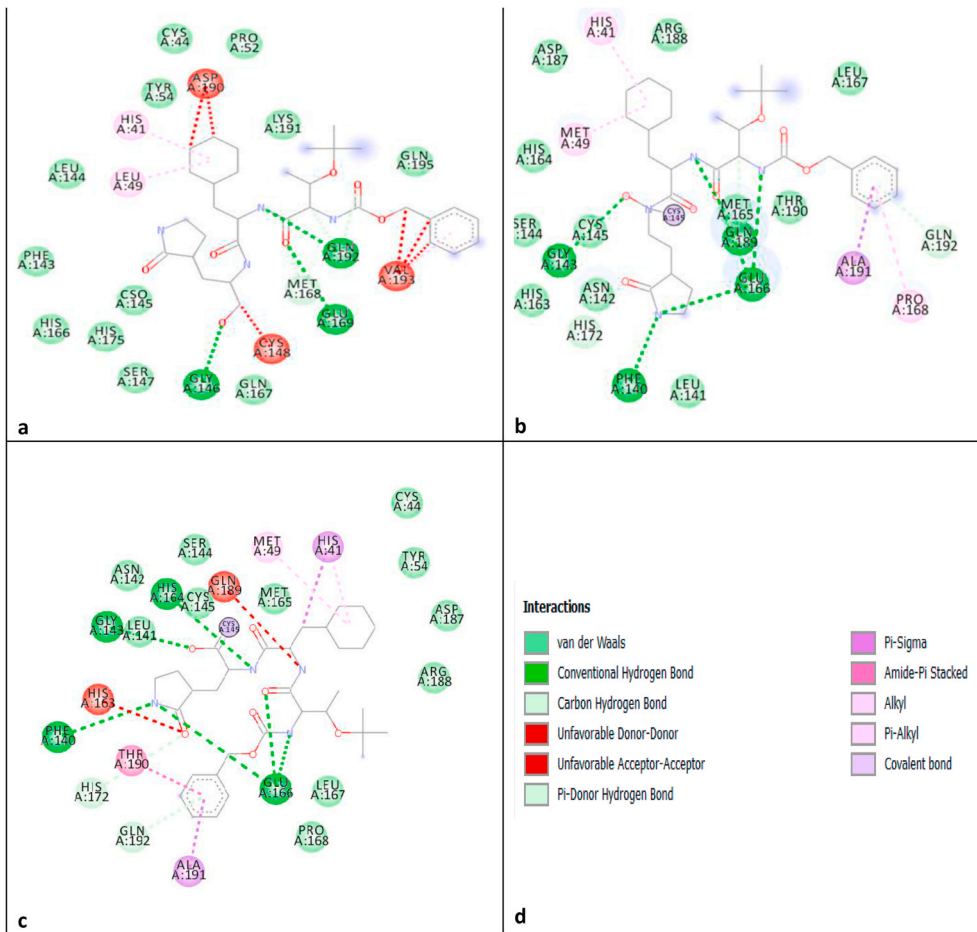 CYS
A:44
PRO
A:52
ASP
A:190
TYR
A:54
HIS
A:41
LYS
A:191
GLN
A:195
LEU
A:144
LEU
A:49
O
N
O
O
N
O
O
N
O
O
N
O
GLN
A:192
VAL
A:193
PHE
A:143
MET
A:168
CSO
A:145
GLU
A:169
HIS
A:166
HIS
A:175
CYS
A:148
SER
A:147
GLY
A:146
GLN
A:167
a
HIS
A:41
ARG
A:188
ASP
A:187
LEU
A:167
MET
A:49
HIS
A:164
O
N
O
O
N
O
O
O
N
O
MET
A:165
THR
A:190
CYS
A:145
SER
A:144
CYS
A:145
GLN
A:189
GLN
A:192
GLY
A:143
GLU
A:166
ALA
A:191
HIS
A:163
ASN
A:142
O
N
PRO
A:168
HIS
A:172
PHE
A:140
LEU
A:141
b
CYS
A:44
SER
A:144
MET
A:49
HIS
A:41
TYR
A:54
ASN
A:142
HIS
A:164
GLN
A:189
CYS
A:145
MET
A:165
ASP
A:187
GLY
A:143
LEU
A:141
CYS
A:145
O
O
N
O
N
O
ARG
A:188
HIS
A:163
N
O
O
N
O
O
PHE
A:140
THR
A:190
HIS
A:172
GLU
A:166
LEU
A:167
GLN
A:192
PRO
A:168
ALA
A:191
c
Interactions
van der Waals
Conventional Hydrogen Bond
Carbon Hydrogen Bond
Unfavorable Donor-Donor
Unfavorable Acceptor-Acceptor
Pi-Donor Hydrogen Bond
Pi-Sigma
Amide-Pi Stacked
Alkyl
Pi-Alkyl
Covalent bond
d